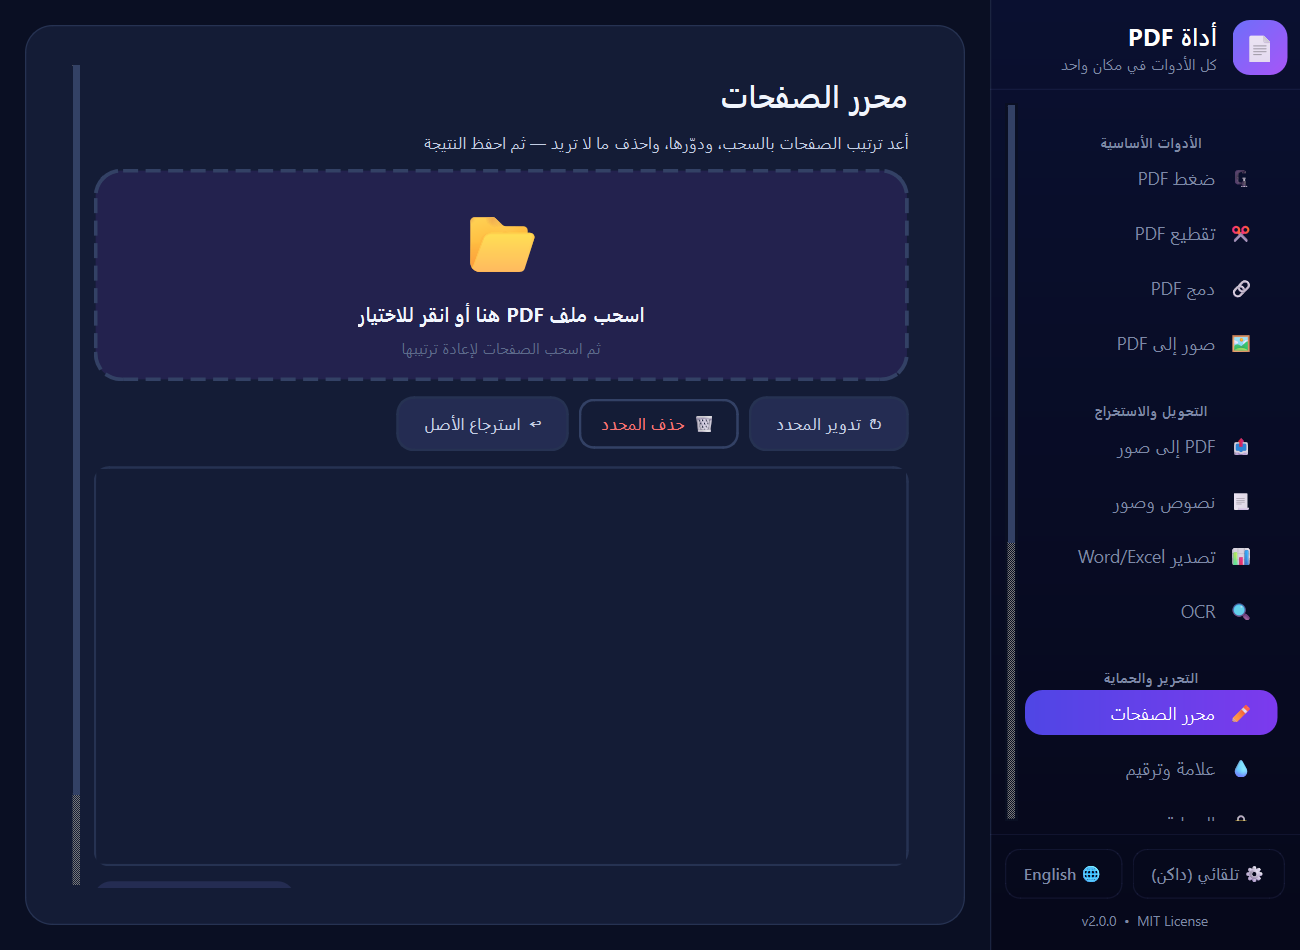 أداة PDF
كل الأدوات في مكان واحد
الأدوات الأساسية
ضغط PDF
تقطيع PDF
دمج PDF
صور إلى PDF
التحويل والاستخراج
PDF إلى صور
نصوص وصور
تصدير Word/Excel
OCR
التحرير والحماية
محرر الصفحات
علامة وترقيم
تلقائي (داكن)
English
v2.0.0 • MIT License
محرر الصفحات
أعد ترتيب الصفحات بالسحب، ودوّرها، واحذف ما لا تريد — ثم احفظ النتيجة
اسحب ملف PDF هنا أو انقر للاختيار
ثم اسحب الصفحات لإعادة ترتيبها
↻ تدوير المحدد
حذف المحدد
↩ استرجاع الأصل